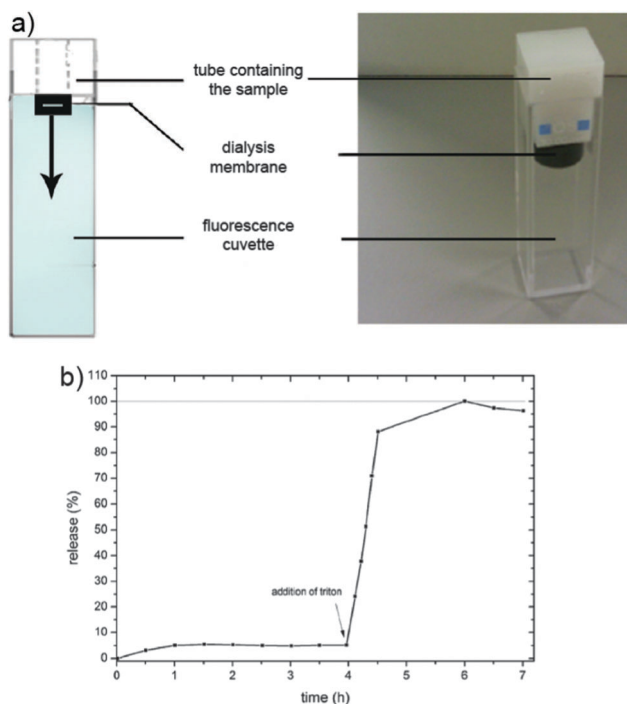 a)
tube containing
the sample
dialysis
membrane
fluorescence
cuvette
b)
110
100
90
80
70
60
50
40
30
20
10
0
release (%)
addition of triton
0 1 2 3 4 5 6 7
time (h)